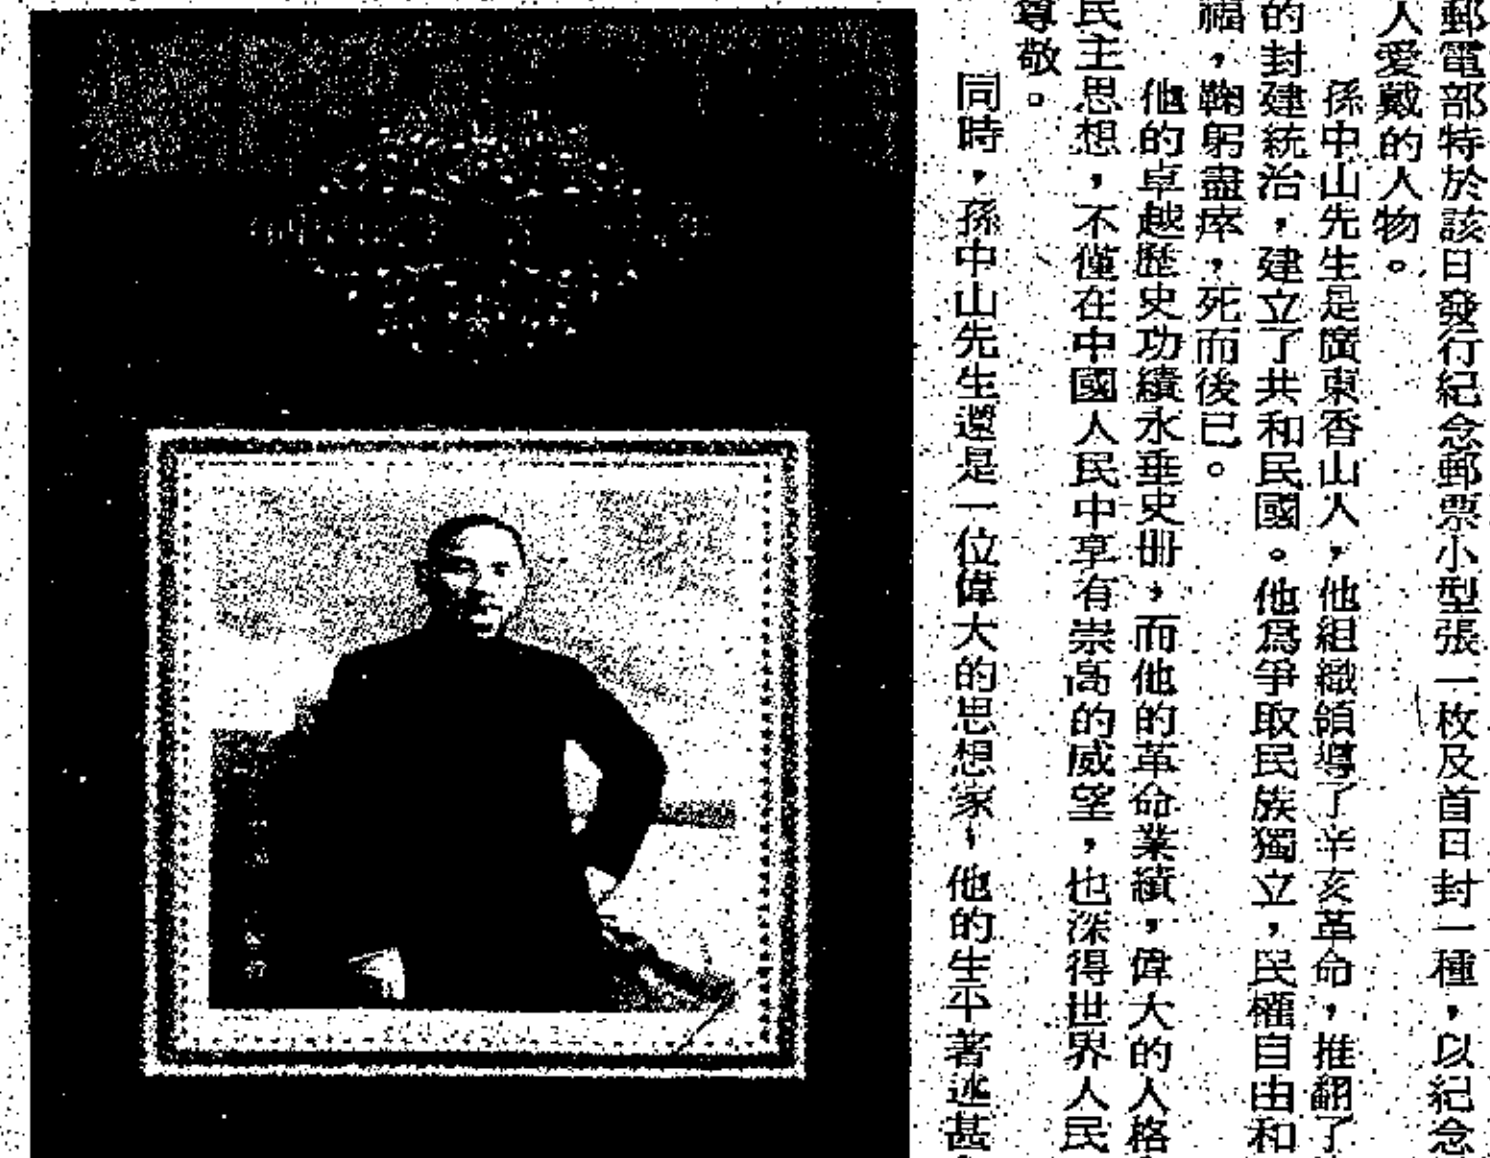 郵電部特於該日發行紀念郵票小型張一枚及首日封一種，以紀念
人愛戴的人物。
孫中山先生是廣東香山人，他組織領導了辛亥革命，推翻了
的封建統治，建立了共和民國。他爲爭取民族獨立，民權自由和
福，鞠躬盡瘁，死而後已。
他的卓越歷史功績永垂史册，而他的革命業績，偉大的人格
民主思想，不僅在中國人民中享有崇高的威望，也深得世界人民
尊敬。
同時，孫中山先生還是一位偉大的思想家，他的生平著述甚